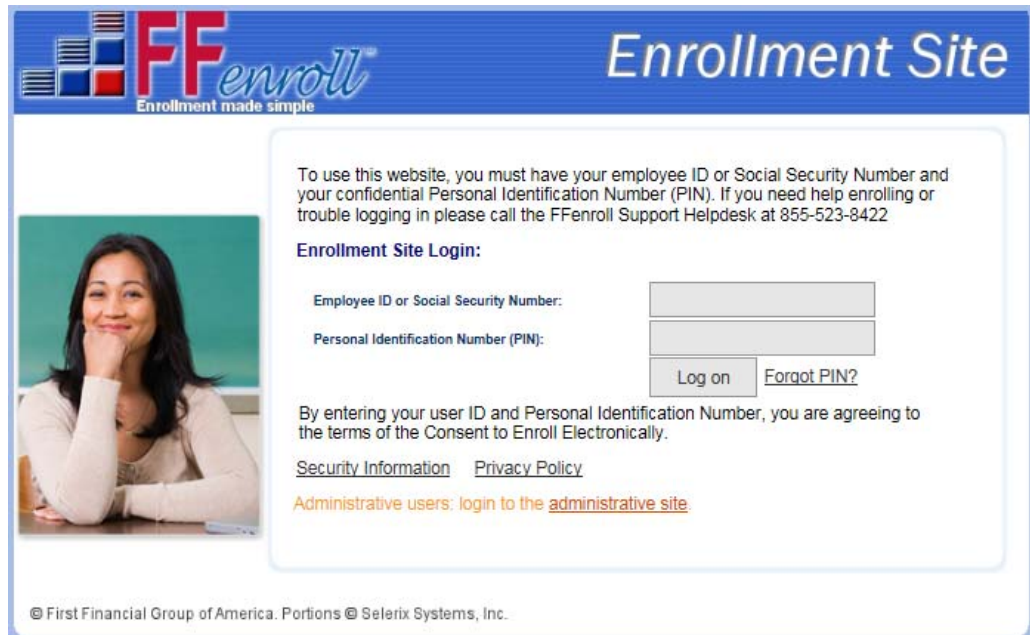 FFenroll™
Enrollment made simple
Enrollment Site
To use this website, you must have your employee ID or Social Security Number and
your confidential Personal Identification Number (PIN). If you need help enrolling or
trouble logging in please call the FFenroll Support Helpdesk at 855-523-8422
Enrollment Site Login:
Employee ID or Social Security Number:
Personal Identification Number (PIN):
Log on Forgot PIN?
By entering your user ID and Personal Identification Number, you are agreeing to
the terms of the Consent to Enroll Electronically.
Security Information Privacy Policy
Administrative users: login to the administrative site.
© First Financial Group of America. Portions © Selerix Systems, Inc.